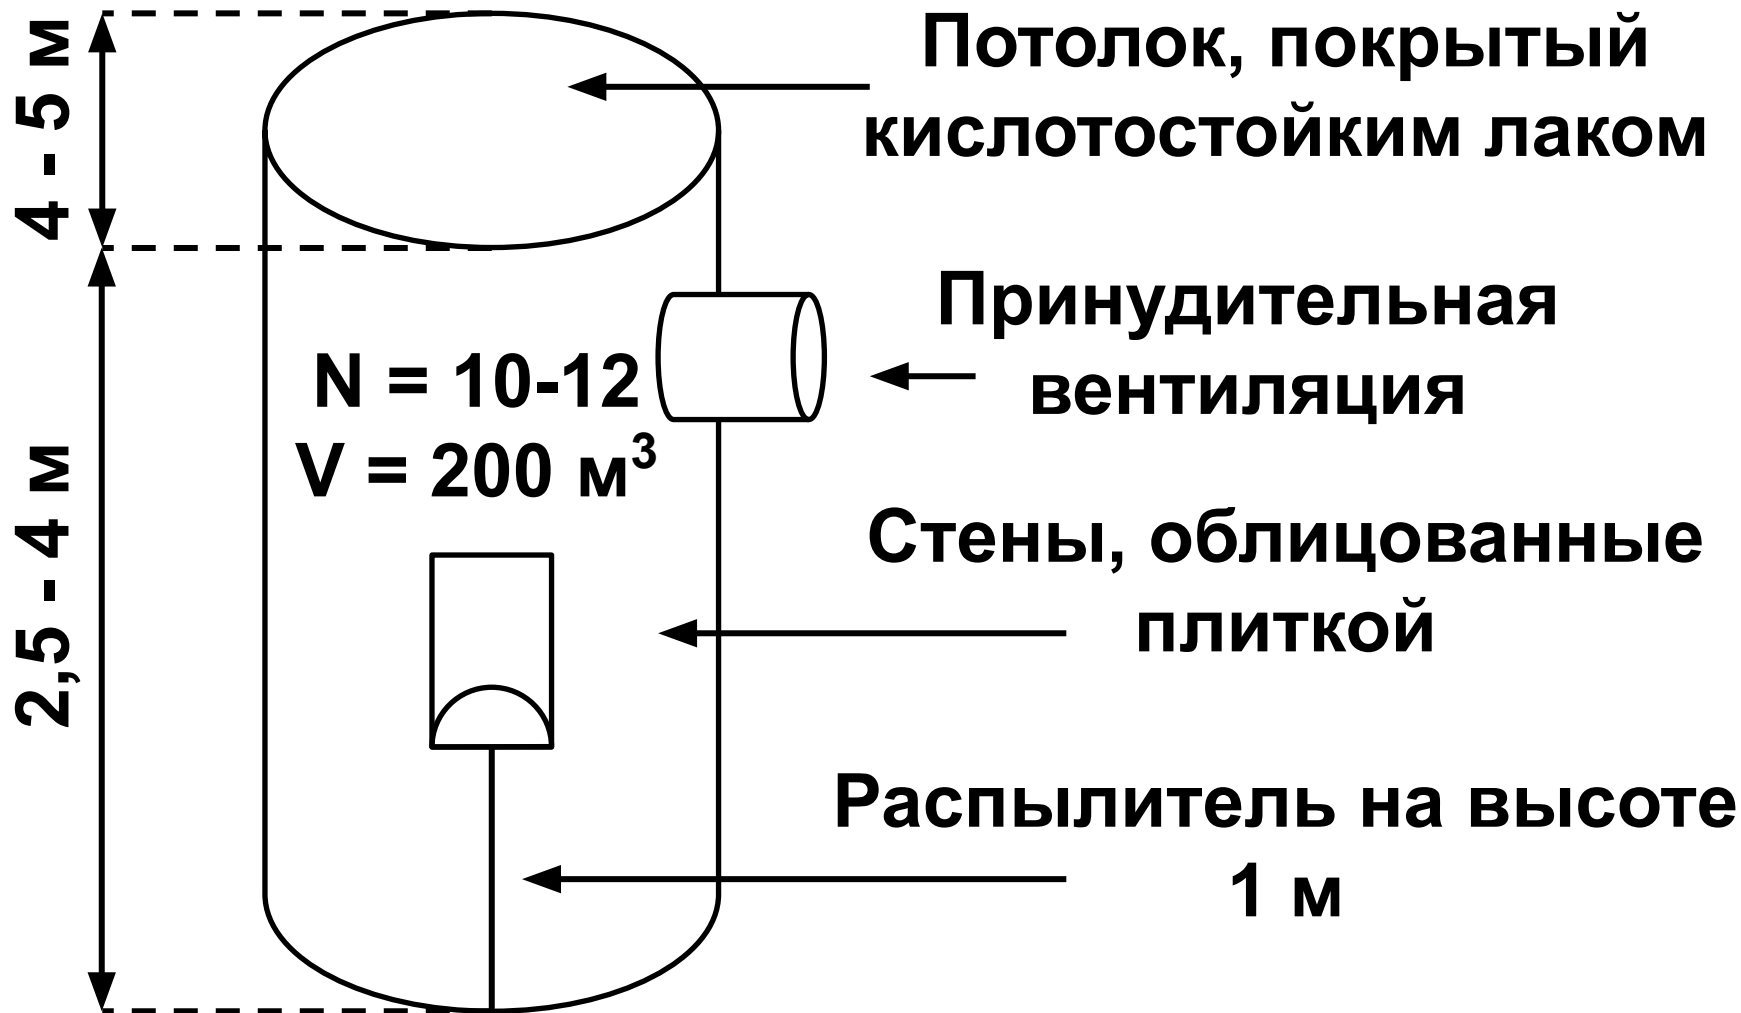 4 - 5 м
Потолок, покрытый
кислотостойким лаком
Принудительная
вентиляция
N = 10-12
V = 200 м³
2,5 - 4 м
Стены, облицованные
плиткой
Распылитель на высоте
1 м